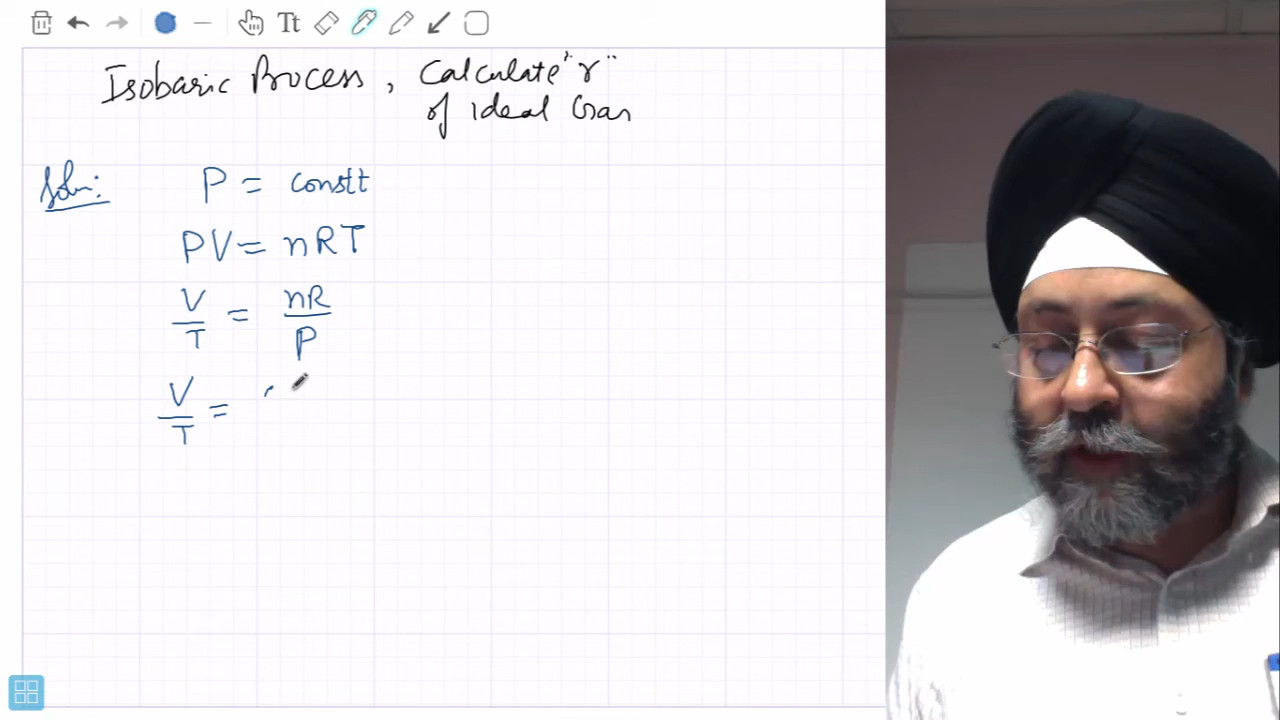 Isobaric Process, Calculate "γ"
of ideal Gas
Soln:
P = constt
PV = nRT
V/T = nR/P
V/T =